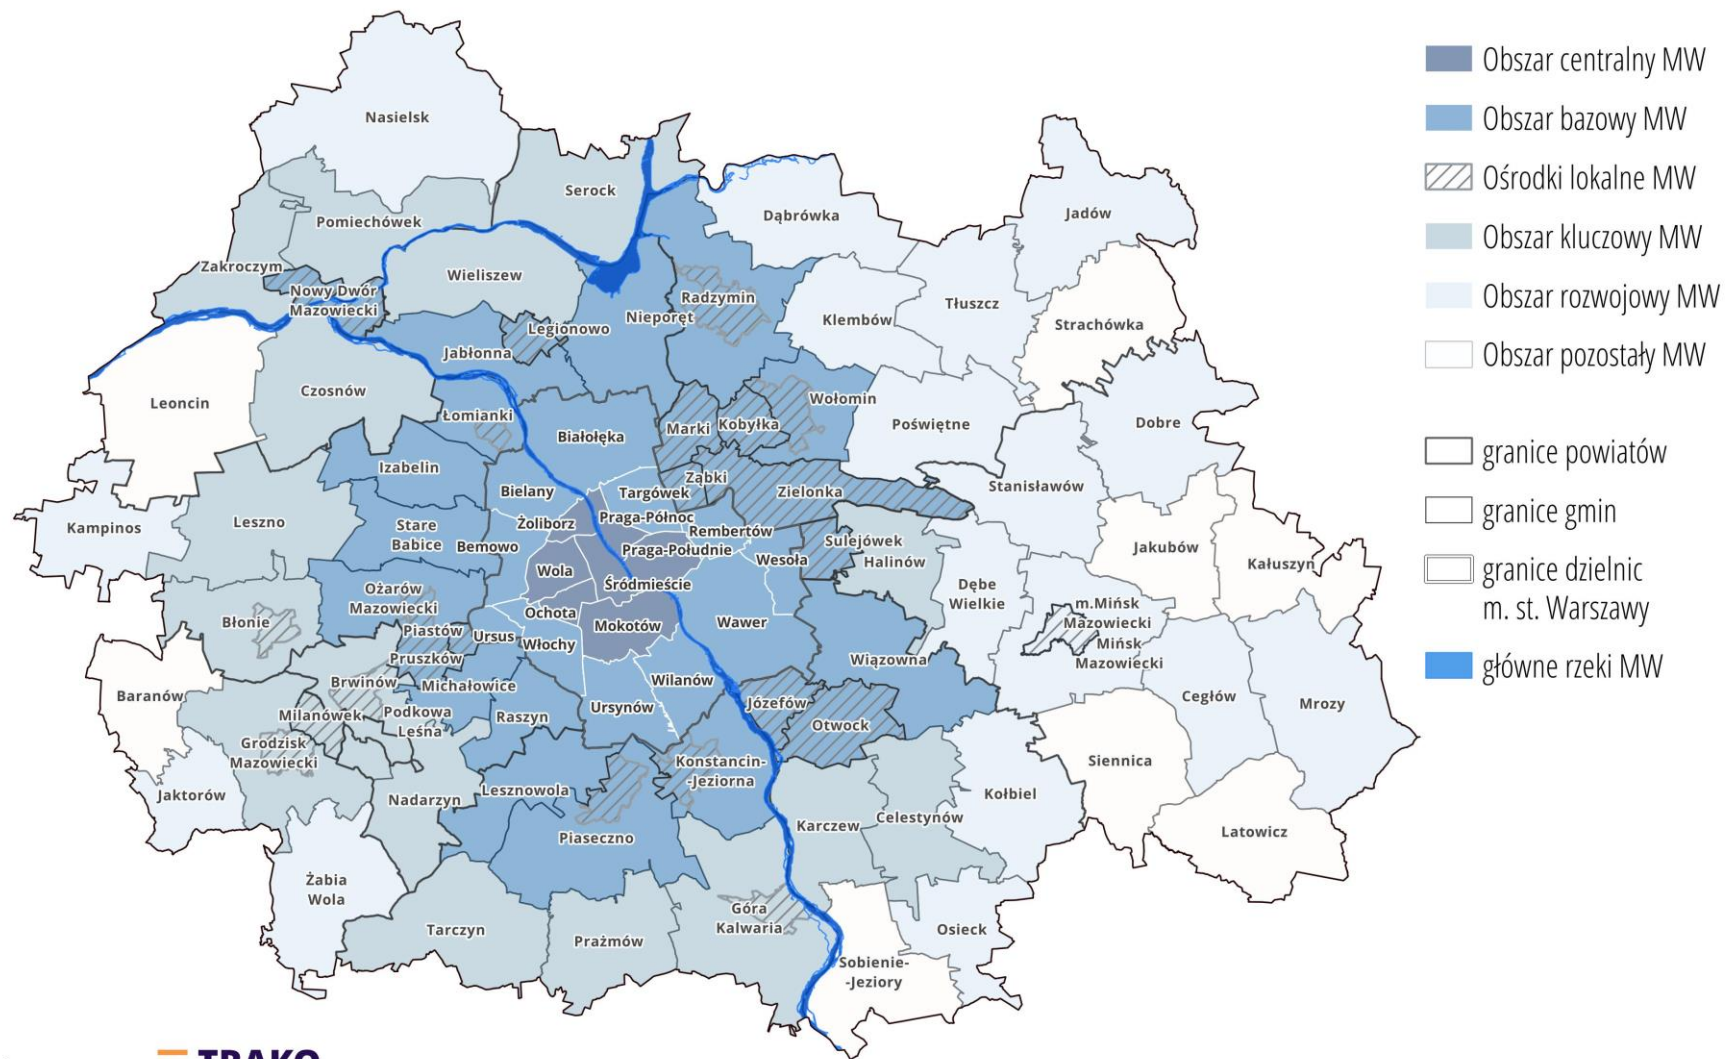 Nasielsk
Serock
Dąbrówka
Jadów
Pomiechówek
Zakroczym
Wieliszew
Nowy Dwór
Mazowiecki
Radzymin
Tłuszcz
Legionowo
Nieporęt
Klembów
Strachówka
Jabłonna
Czosnów
Leoncin
Łomianki
Wołomin
Marki
Kobyłka
Poświętne
Dobre
Białołęka
Izabelin
Ząbki
Bielany
Targówek
Zielonka
Stanisławów
Kampinos
Leszno
Stare
Babice
Żoliborz
Praga-Północ
Rembertów
Bemowo
Praga-Południe
Wesoła
Sulejówek
Halinów
Jakubów
Kałuszyn
Wola
Śródmieście
Dębe
Wielkie
Ożarów
Mazowiecki
Ochota
m.Mińsk
Mazowiecki
Błonie
Piastów
Ursus
Włochy
Mokotów
Wawer
Mińsk
Mazowiecki
Pruszków
Wiązowna
Brwinów
Michałowice
Wilanów
Baranów
Cegłów
Mrozy
Milanówek
Podkowa
Leśna
Raszyn
Ursynów
Józefów
Otwock
Grodzisk
Mazowiecki
Konstancin-
-Jeziorna
Siennica
Jaktorów
Nadarzyn
Lesznowola
Kołbiel
Karczew
Celestynów
Latowicz
Piaseczno
Żabia
Wola
Góra
Kalwaria
Tarczyn
Prażmów
Osieck
Sobienie-
-Jeziory
Obszar centralny MW
Obszar bazowy MW
Ośrodki lokalne MW
Obszar kluczowy MW
Obszar rozwojowy MW
Obszar pozostały MW
granice powiatów
granice gmin
granice dzielnic
m. st. Warszawy
główne rzeki MW
TRAKO